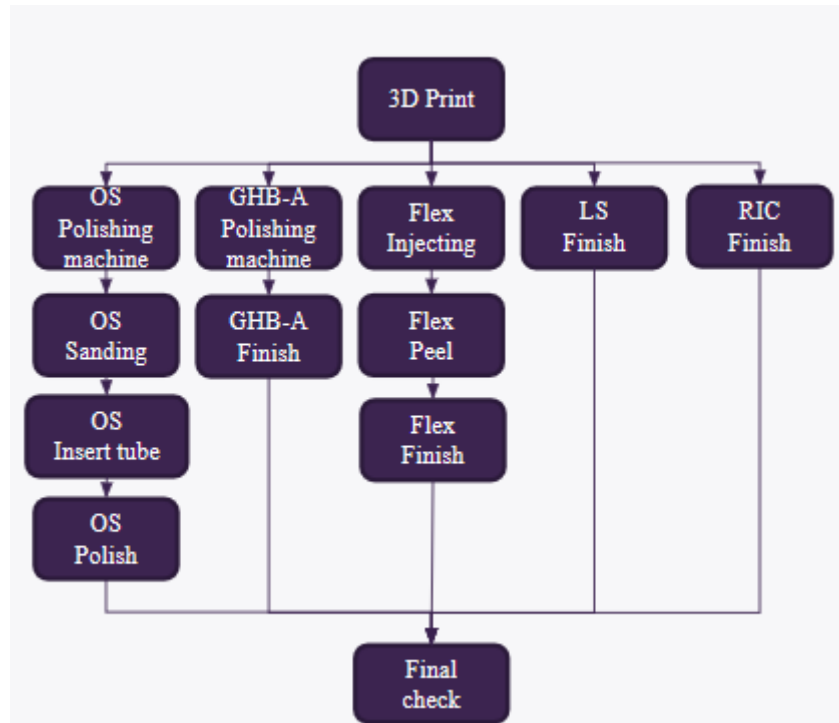 3D Print
OS
Polishing
machine
GHB-A
Polishing
machine
Flex
Injecting
LS
Finish
RIC
Finish
OS
Sanding
GHB-A
Finish
Flex
Peel
OS
Insert tube
Flex
Finish
OS
Polish
Final
check